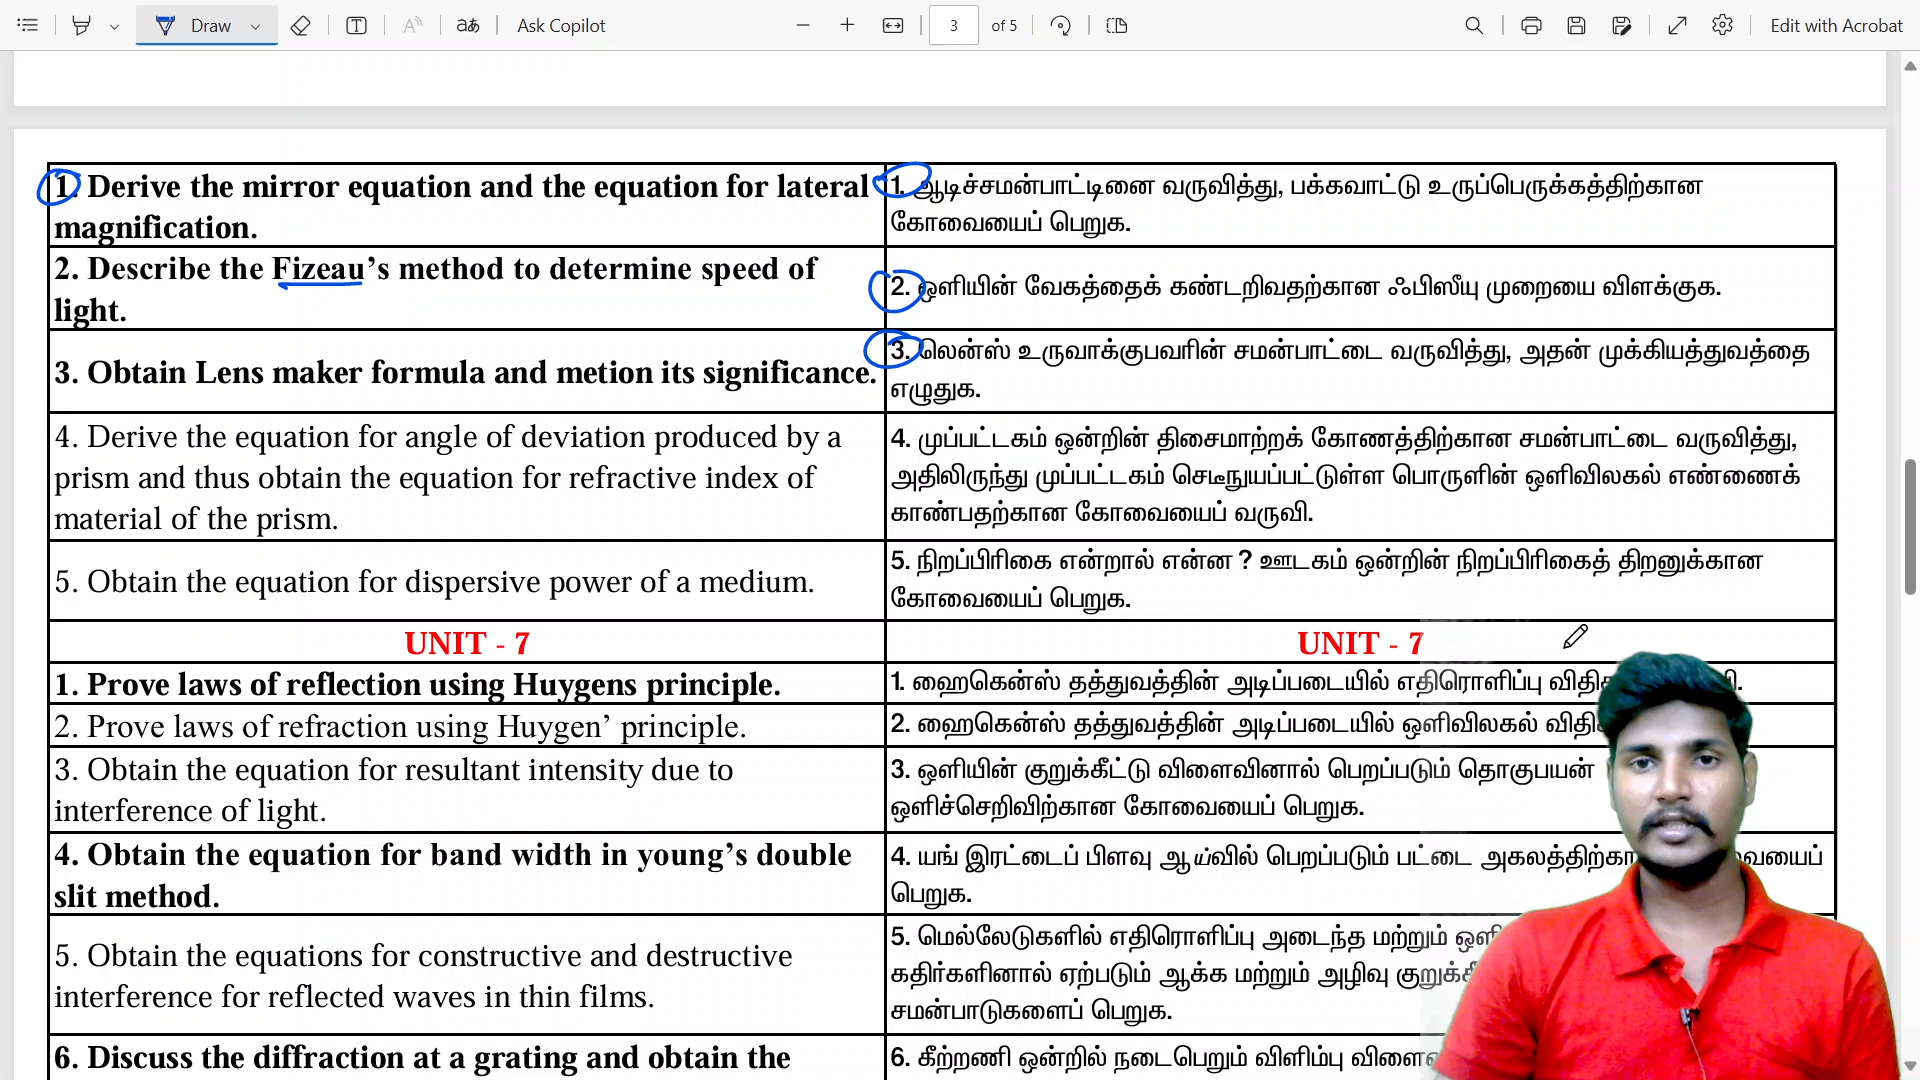 Draw
Ask Copilot
3 of 5
Edit with Acrobat
1. Derive the mirror equation and the equation for lateral
magnification.
1. ஆடிச்சமன்பாட்டினை வருவித்து, பக்கவாட்டு உருப்பெருக்கத்திற்கான
கோவையைப் பெறுக.
2. Describe the Fizeau’s method to determine speed of
light.
2. ஒளியின் வேகத்தைக் கண்டறிவதற்கான ஃபிஸீயு முறையை விளக்குக.
3. Obtain Lens maker formula and metion its significance.
3. லென்ஸ் உருவாக்குபவரின் சமன்பாட்டை வருவித்து, அதன் முக்கியத்துவத்தை
எழுதுக.
4. Derive the equation for angle of deviation produced by a
prism and thus obtain the equation for refractive index of
material of the prism.
4. முப்பட்டகம் ஒன்றின் திசைமாற்றக் கோணத்திற்கான சமன்பாட்டை வருவித்து,
அதிலிருந்து முப்பட்டகம் செடீநுயப்பட்டுள்ள பொருளின் ஒளிவிலகல் எண்ணைக்
காண்பதற்கான கோவையைப் வருவி.
5. Obtain the equation for dispersive power of a medium.
5. நிறப்பிரிகை என்றால் என்ன ? ஊடகம் ஒன்றின் நிறப்பிரிகைத் திறனுக்கான
கோவையைப் பெறுக.
UNIT - 7
UNIT - 7
1. Prove laws of reflection using Huygens principle.
1. ஹைகென்ஸ் தத்துவத்தின் அடிப்படையில் எதிரொளிப்பு
2. Prove laws of refraction using Huygen’ principle.
2. ஹைகென்ஸ் தத்துவத்தின் அடிப்படையில் ஒளிவிலகல்
3. Obtain the equation for resultant intensity due to
interference of light.
3. ஒளியின் குறுக்கீட்டு விளைவினால் பெறப்படும் தொகுபயன்
ஒளிச்செறிவிற்கான கோவையைப் பெறுக.
4. Obtain the equation for band width in young’s double
slit method.
4. யங் இரட்டைப் பிளவு ஆய்வில் பெறப்படும் பட்டை
பெறுக.
5. Obtain the equations for constructive and destructive
interference for reflected waves in thin films.
5. மெல்லேடுகளில் எதிரொளிப்பு அடைந்த மற்றும்
கதிர்களினால் ஏற்படும் ஆக்க மற்றும் அழிவு
சமன்பாடுகளைப் பெறுக.
6. Discuss the diffraction at a grating and obtain the
6. கீற்றணி ஒன்றில் நடைபெறும் விளிம்பு